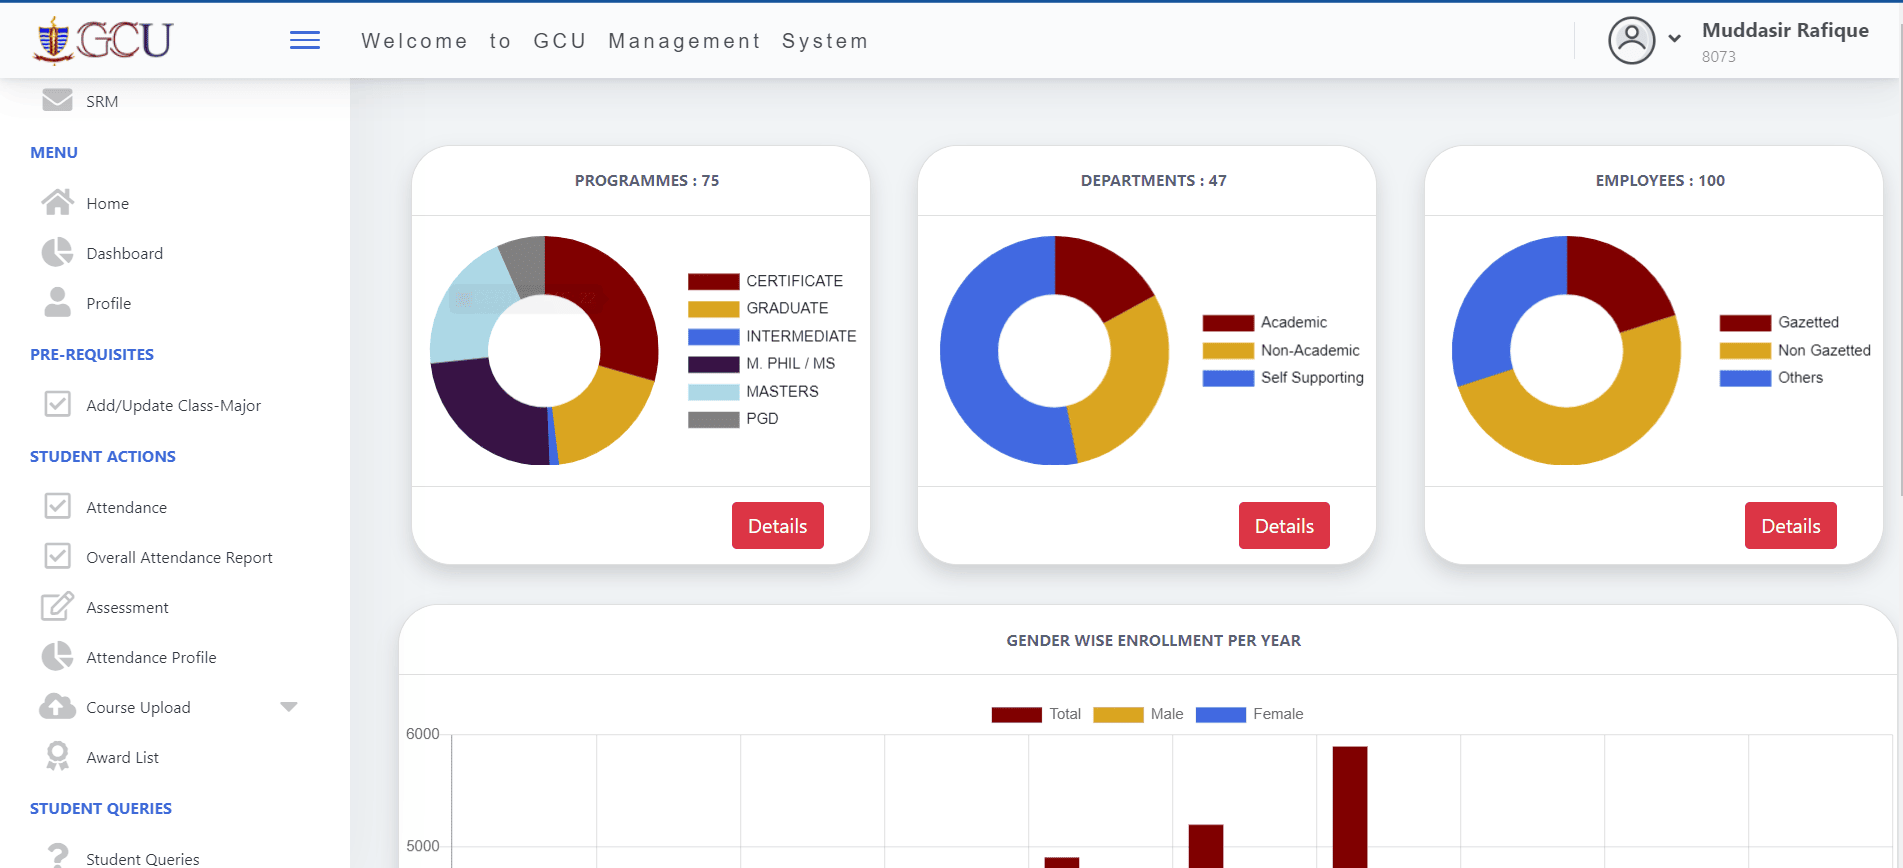 GCU
Welcome to GCU Management System
Muddasir Rafique
8073
SRM
MENU
Home
Dashboard
Profile
PRE-REQUISITES
Add/Update Class-Major
STUDENT ACTIONS
Attendance
Overall Attendance Report
Assessment
Attendance Profile
Course Upload
Award List
STUDENT QUERIES
Student Queries
PROGRAMMES : 75
CERTIFICATE
GRADUATE
INTERMEDIATE
M. PHIL / MS
MASTERS
PGD
Details
DEPARTMENTS : 47
Academic
Non-Academic
Self Supporting
Details
EMPLOYEES : 100
Gazetted
Non Gazetted
Others
Details
GENDER WISE ENROLLMENT PER YEAR
Total Male Female
6000
5000